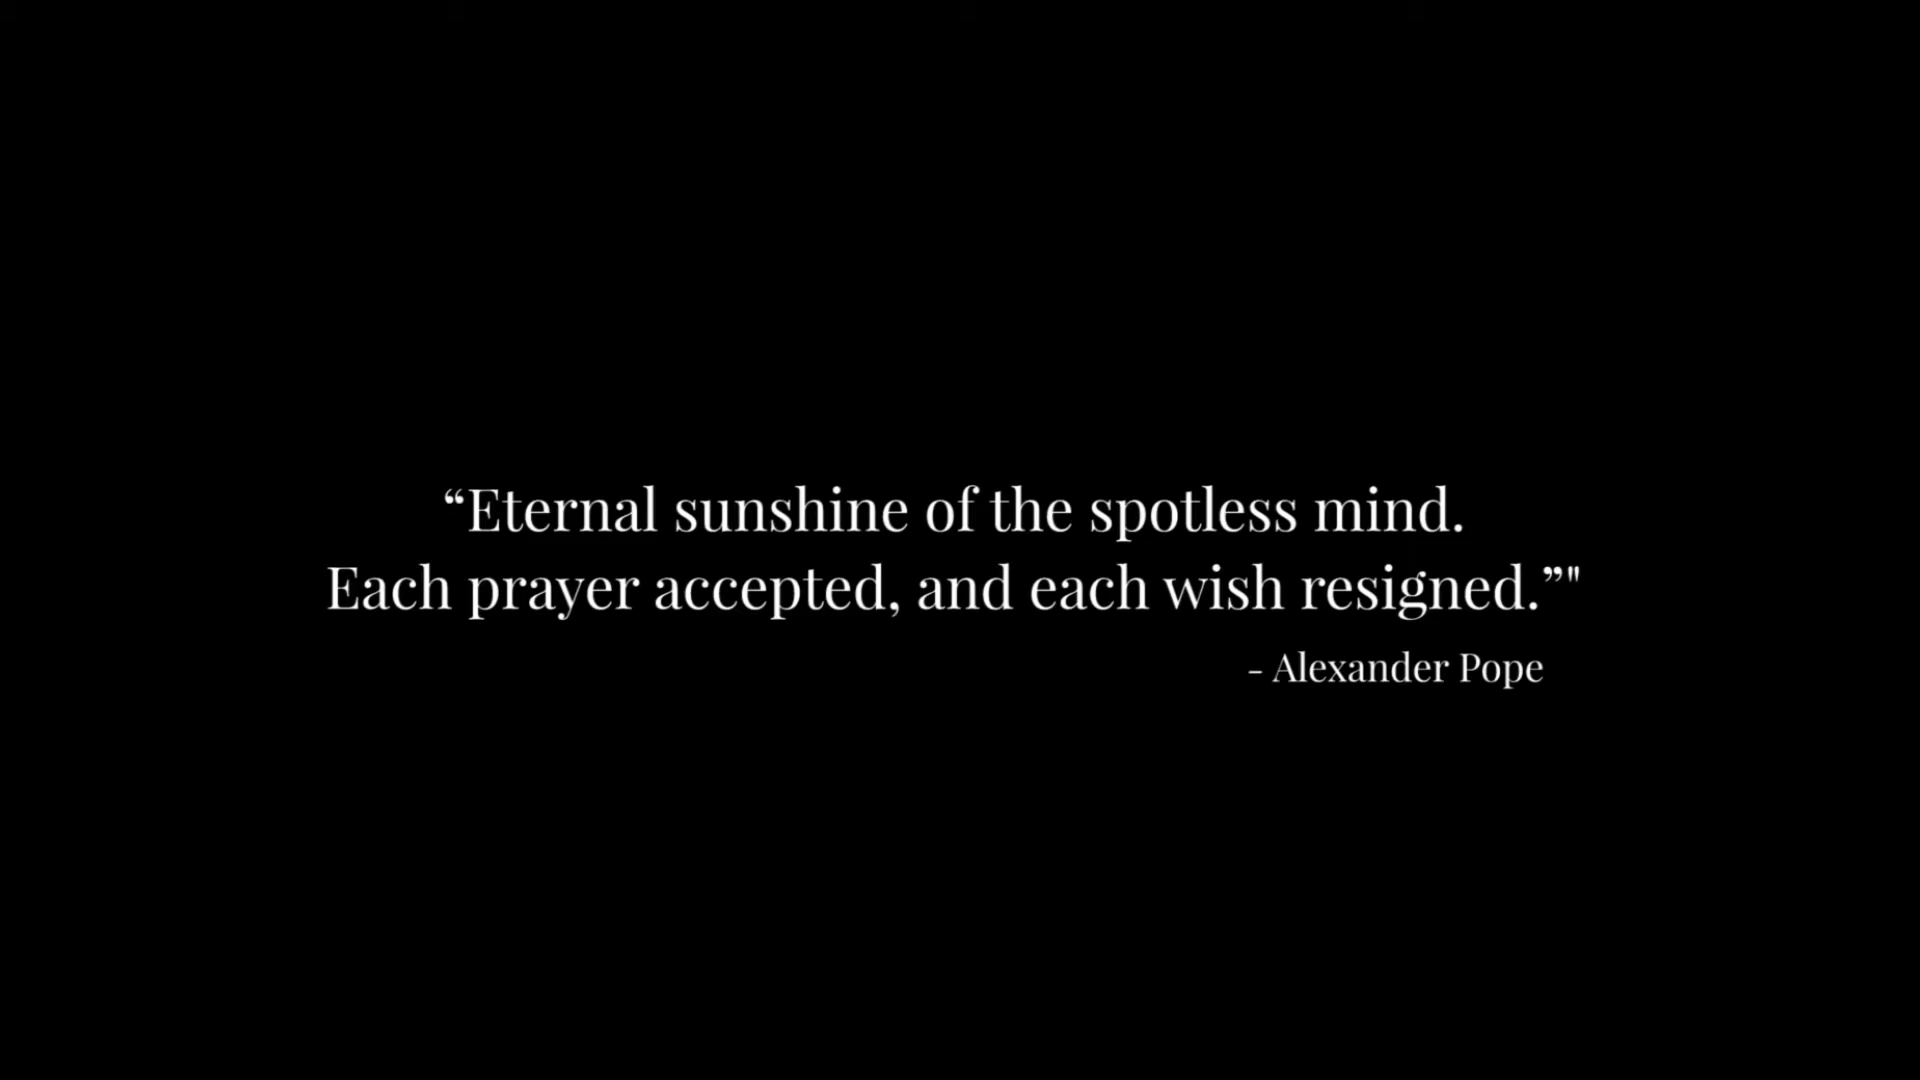 “Eternal sunshine of the spotless mind.
Each prayer accepted, and each wish resigned.”"
- Alexander Pope